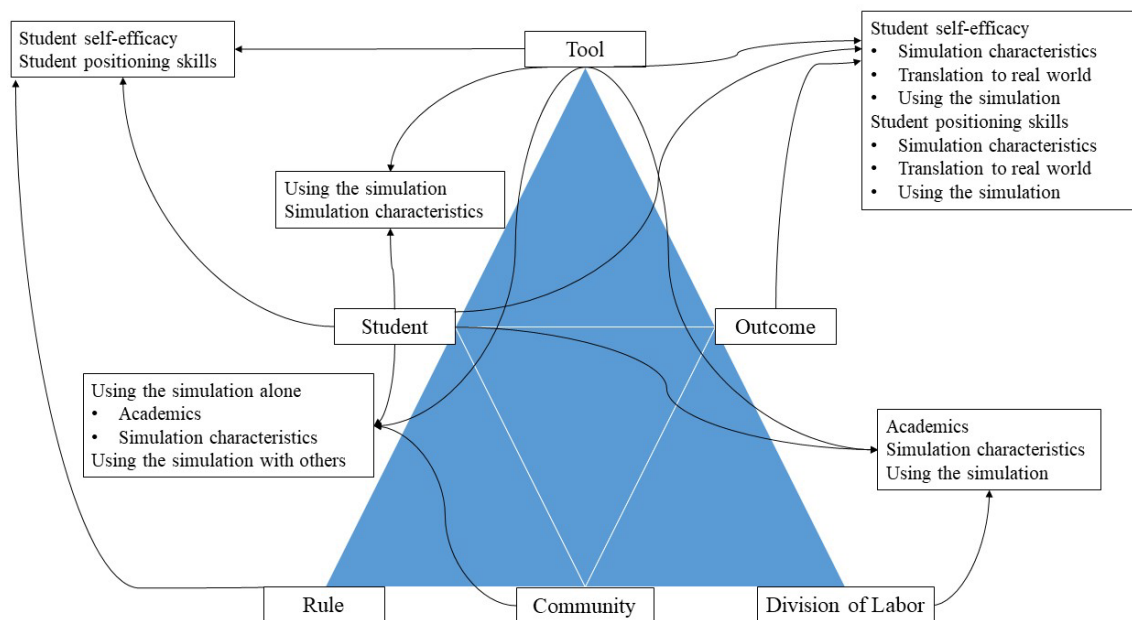 Student self-efficacy
Student positioning skills
Tool
Student self-efficacy
• Simulation characteristics
• Translation to real world
• Using the simulation
Student positioning skills
• Simulation characteristics
• Translation to real world
• Using the simulation
Using the simulation
Simulation characteristics
Student
Outcome
Using the simulation alone
• Academics
• Simulation characteristics
Using the simulation with others
Academics
Simulation characteristics
Using the simulation
Rule
Community
Division of Labor